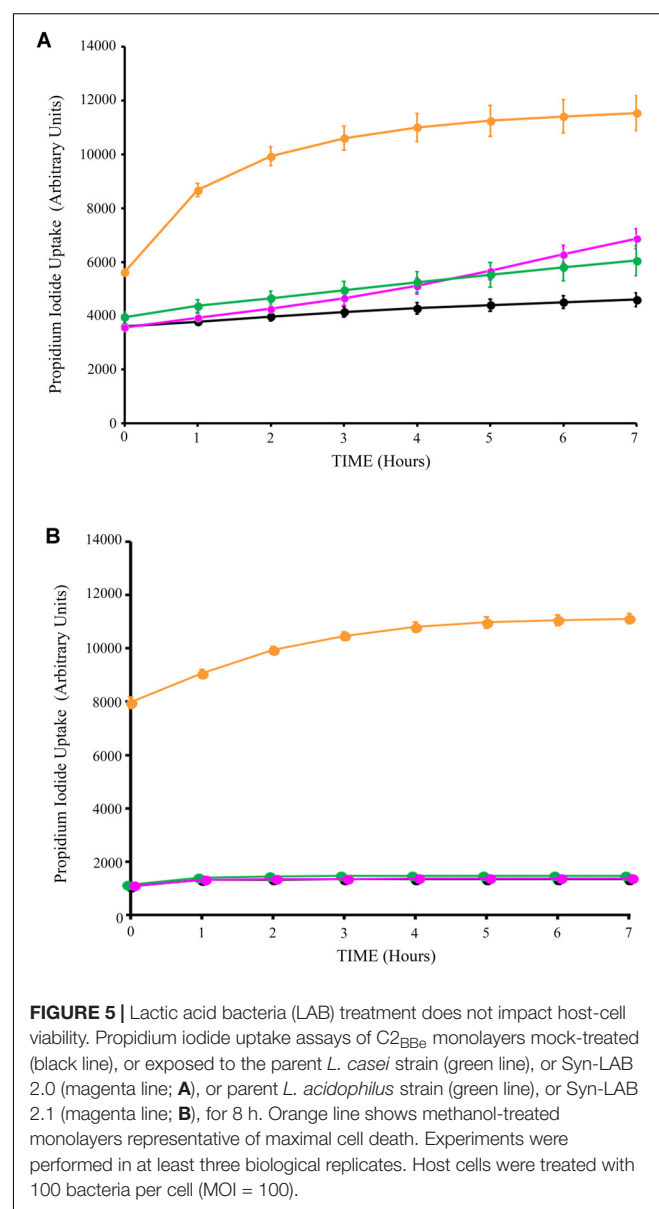 A
14000
12000
10000
8000
6000
4000
2000
0
Propidium Iodide Uptake (Arbitrary Units)
0 1 2 3 4 5 6 7
TIME (Hours)
B
14000
12000
10000
8000
6000
4000
2000
0
Propidium Iodide Uptake (Arbitrary Units)
0 1 2 3 4 5 6 7
TIME (Hours)
FIGURE 5 | Lactic acid bacteria (LAB) treatment does not impact host-cell
viability. Propidium iodide uptake assays of C2BBe monolayers mock-treated
(black line), or exposed to the parent L. casei strain (green line), or Syn-LAB
2.0 (magenta line; A), or parent L. acidophilus strain (green line), or Syn-LAB
2.1 (magenta line; B), for 8 h. Orange line shows methanol-treated
monolayers representative of maximal cell death. Experiments were
performed in at least three biological replicates. Host cells were treated with
100 bacteria per cell (MOI = 100).